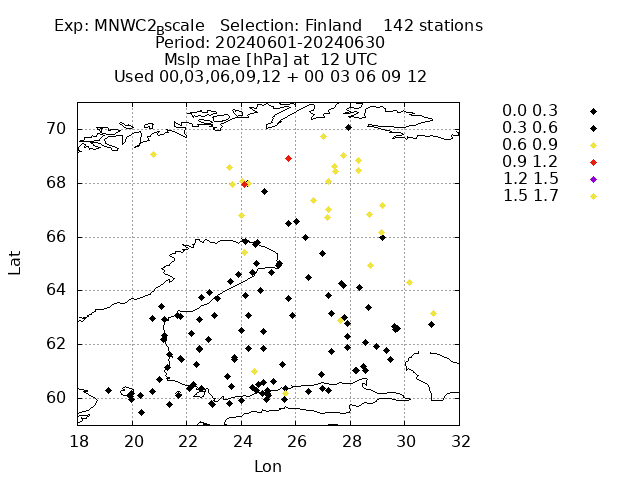 Exp: MNWC2_Bscale   Selection: Finland    142 stations
Period: 20240601-20240630
Mslp mae [hPa] at  12 UTC
Used 00,03,06,09,12 + 00 03 06 09 12
0.0 0.3
0.3 0.6
0.6 0.9
0.9 1.2
1.2 1.5
1.5 1.7
70
68
66
64
62
60
Lat
18 20 22 24 26 28 30 32
Lon